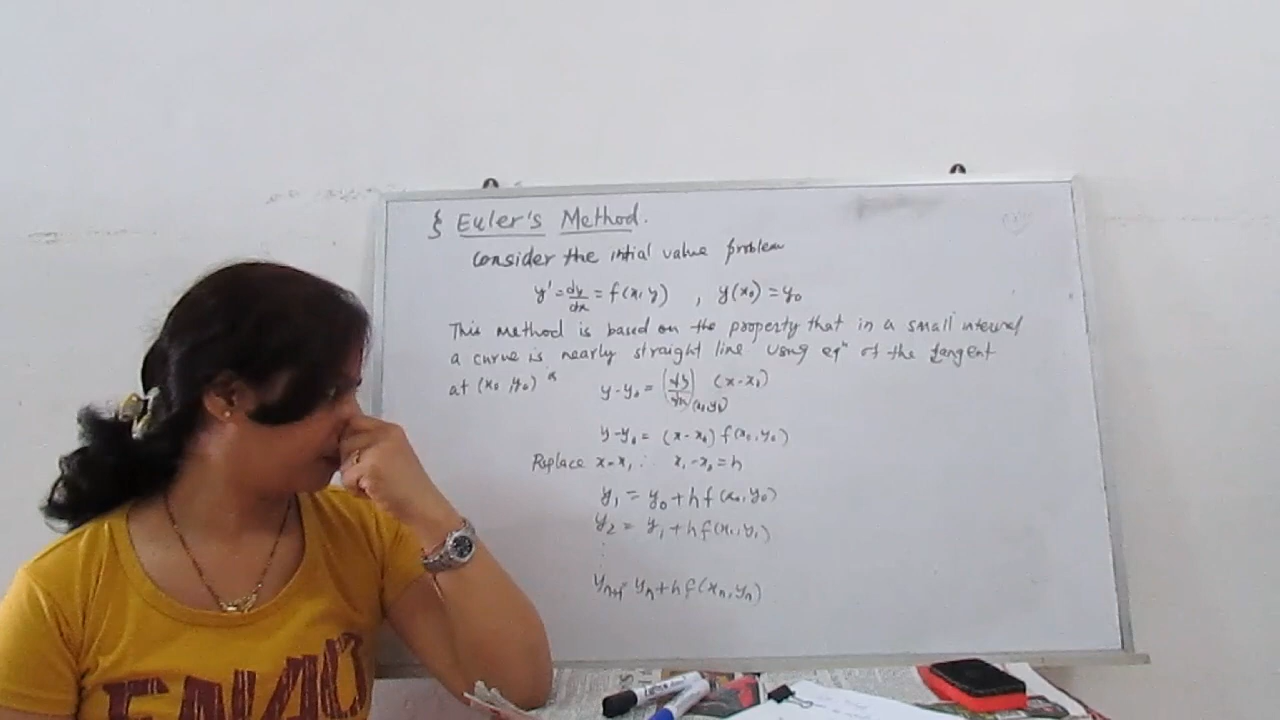 § Euler's Method.
Consider the intial value problem
y' = dy/dx = f(x, y) , y(x₀) = y₀
This method is based on the property that in a small interval
a curve is nearly straight line Using eqⁿ of the tangent
at (x₀, y₀) is
y - y₀ = (dy/dx)(x₀, y₀) (x - x₀)
y - y₀ = (x - x₀) f(x₀, y₀)
Replace x = x₁ ∴ x₁ - x₀ = h
y₁ = y₀ + h f(x₀, y₀)
y₂ = y₁ + h f(x₁, y₁)
⋮
yₙ₊₁ = yₙ + h f(xₙ, yₙ)